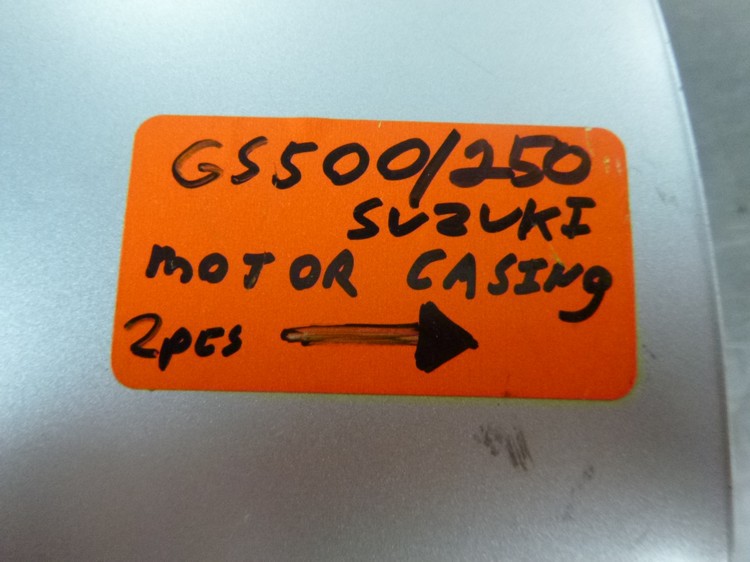 GS500/250
SUZUKI
MOTOR CASING
2pcs